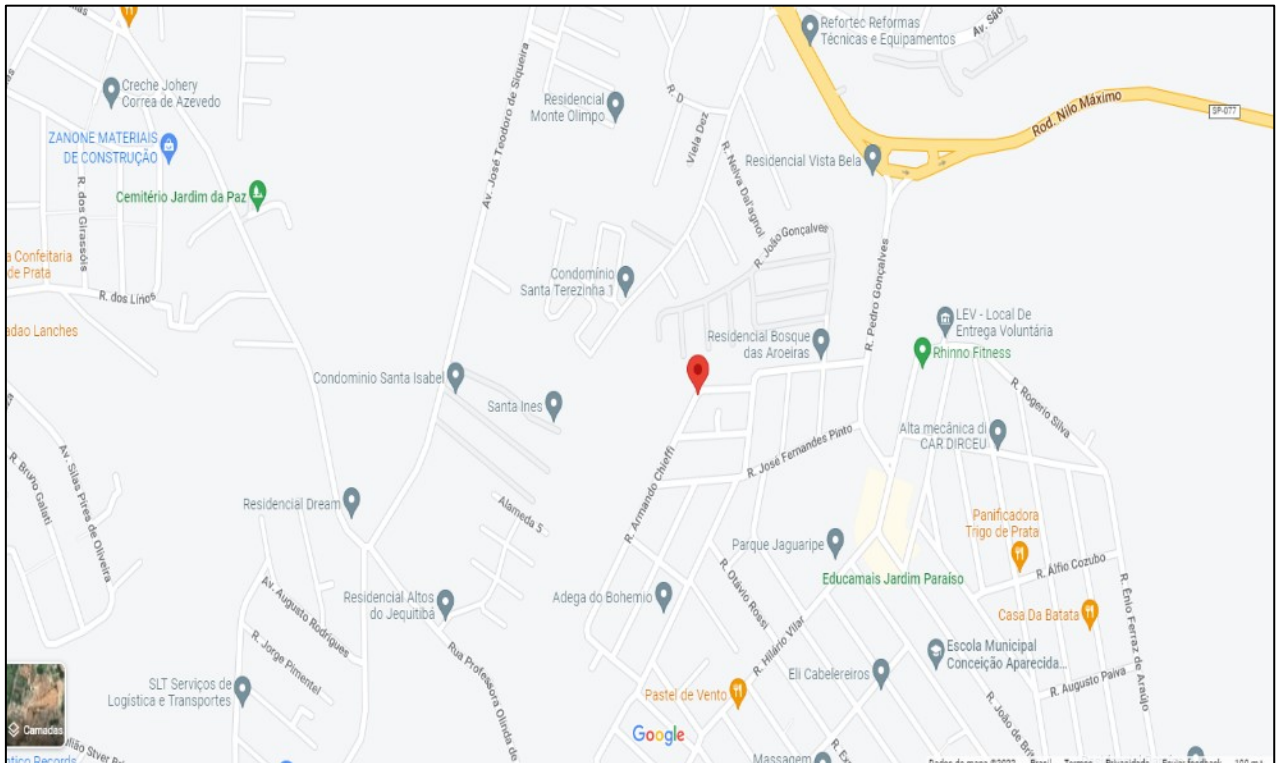 Refortec Reformas
Técnicas e Equipamentos
Av. São
Creche Johery
Correa de Azevedo
Av. José Teodoro de Siqueira
Residencial
Monte Olimpo
R. D
Viela Dez
Rod. Nilo Máximo
SP-077
ZANONE MATERIAIS
DE CONSTRUÇÃO
R. dos Girassóis
Cemitério Jardim da Paz
R. Nelva Dal'agnol
Residencial Vista Bela
R. João Gonçalves
a Confeitaria
de Prata
R. dos Lírios
Condomínio
Santa Terezinha 1
R. Pedro Gonçalves
adao Lanches
Residencial Bosque
das Aroeiras
LEV - Local De
Entrega Voluntária
Rhinno Fitness
Condominio Santa Isabel
Santa Ines
R. Rogerio Silva
Alta mecânica di
CAR DIRCEU
R. José Fernandes Pinto
R. Armando Chieffi
Av. Silas Pires de Oliveira
R. Bruno Galati
Residencial Dream
Alameda 5
Panificadora
Trigo de Prata
Parque Jaguaripe
Educamais Jardim Paraíso
R. Álfio Cozubo
R. Ênio Ferraz de Araújo
Av. Augusto Rodrigues
R. Jorge Pimentel
Residencial Altos
do Jequitibá
Adega do Bohemio
R. Otávio Rossi
R. Hilário Vilar
Casa Da Batata
Escola Municipal
Conceição Aparecida...
Eli Cabelereiros
R. Augusto Paiva
SLT Serviços de
Logística e Transportes
Rua Professora Olinda de
Pastel de Vento
R. João de Brit
Camadas
Google
Massagem
R. Ex